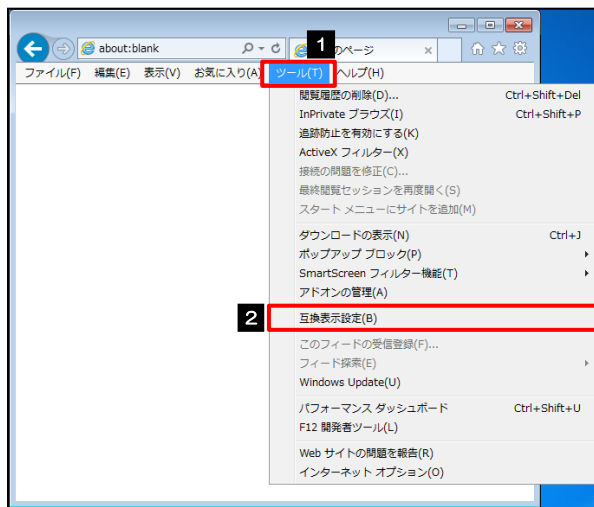 1
about:blank
のページ
ファイル(F) 編集(E) 表示(V) お気に入り(A) ツール(T) ヘルプ(H)
閲覧履歴の削除(D)... Ctrl+Shift+Del
InPrivate ブラウズ(I) Ctrl+Shift+P
追跡防止を有効にする(K)
ActiveX フィルター(X)
接続の問題を修正(C)...
最終閲覧セッションを再度開く(S)
スタート メニューにサイトを追加(M)
ダウンロードの表示(N) Ctrl+J
ポップアップ ブロック(P)
SmartScreen フィルター機能(T)
アドオンの管理(A)
2 互換表示設定(B)
このフィードの受信登録(F)...
フィード探索(E)
Windows Update(U)
パフォーマンス ダッシュボード Ctrl+Shift+U
F12 開発者ツール(L)
Web サイトの問題を報告(R)
インターネット オプション(O)